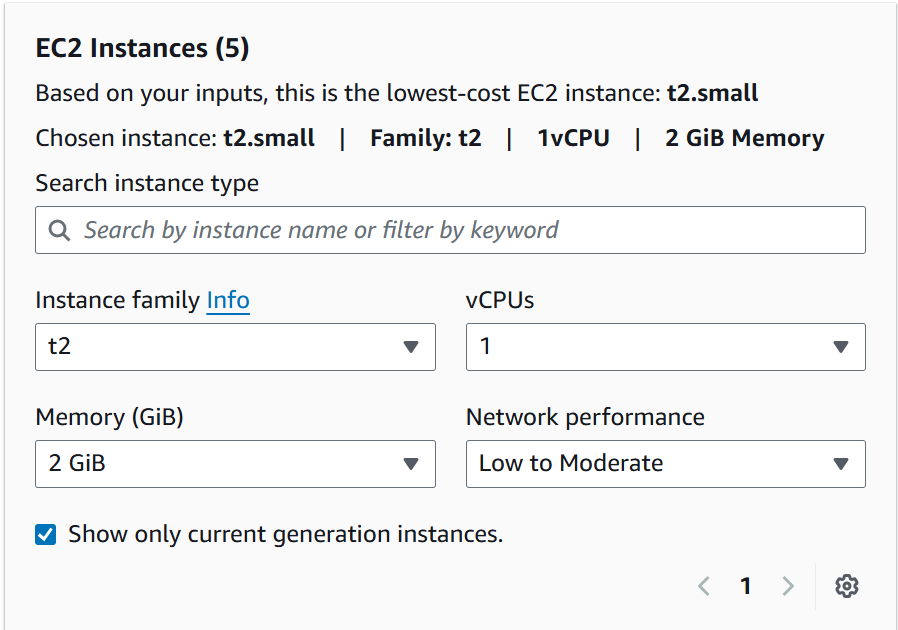 EC2 Instances (5)
Based on your inputs, this is the lowest-cost EC2 instance: t2.small
Chosen instance: t2.small | Family: t2 | 1vCPU | 2 GiB Memory
Search instance type
Search by instance name or filter by keyword
Instance family Info
vCPUs
t2
1
Memory (GiB)
Network performance
2 GiB
Low to Moderate
Show only current generation instances.
1